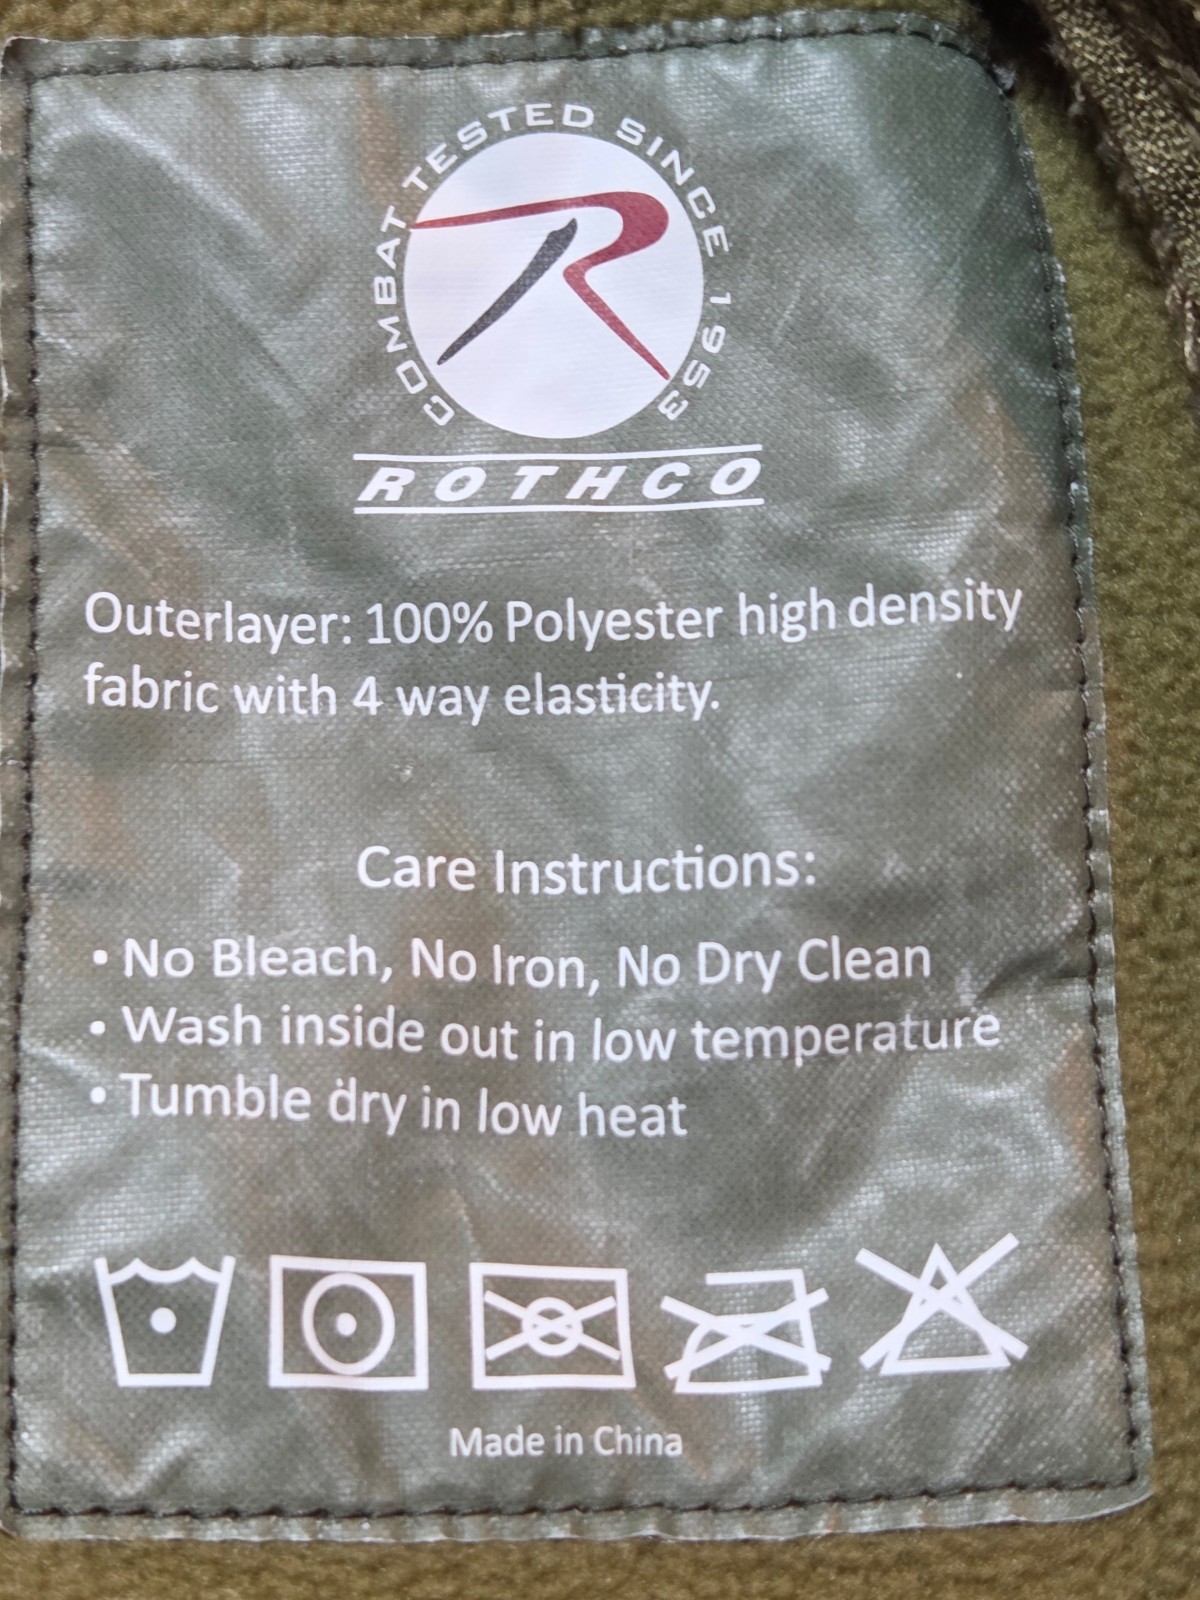 COMBAT TESTED SINCE 1953
R
ROTHCO
Outerlayer: 100% Polyester high density
fabric with 4 way elasticity.
Care Instructions:
• No Bleach, No Iron, No Dry Clean
• Wash inside out in low temperature
• Tumble dry in low heat
Made in China